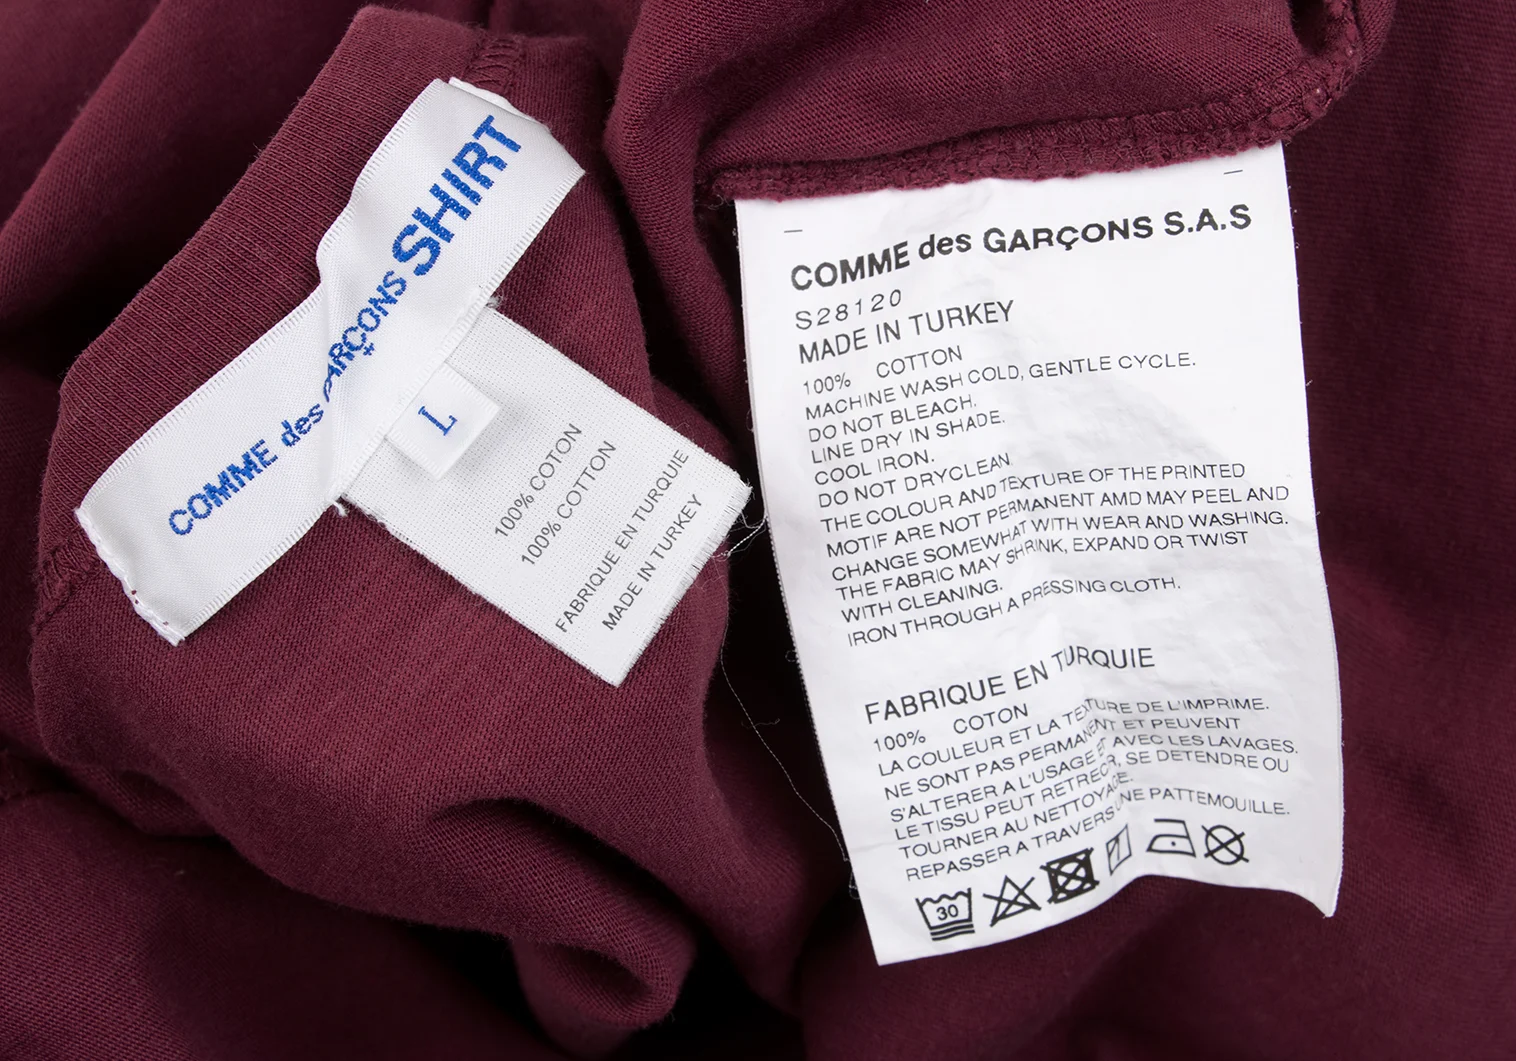 COMME des GARÇONS SHIRT
L
100% COTON
100% COTTON
FABRIQUE EN TURQUIE
MADE IN TURKEY
COMME des GARÇONS S.A.S
S28120
MADE IN TURKEY
100% COTTON
MACHINE WASH COLD, GENTLE CYCLE.
DO NOT BLEACH.
LINE DRY IN SHADE.
COOL IRON.
DO NOT DRYCLEAN
THE COLOUR AND TEXTURE OF THE PRINTED
MOTIF ARE NOT PERMANENT AMD MAY PEEL AND
CHANGE SOMEWHAT WITH WEAR AND WASHING.
THE FABRIC MAY SHRINK, EXPAND OR TWIST
WITH CLEANING.
IRON THROUGH A PRESSING CLOTH.
FABRIQUE EN TURQUIE
100% COTON
LA COULEUR ET LA TEXTURE DE L'IMPRIME.
NE SONT PAS PERMANENT ET PEUVENT
S'ALTERER A L'USAGE ET AVEC LES LAVAGES.
LE TISSU PEUT RETRECIR, SE DETENDRE OU
TOURNER AU NETTOYAGE.
REPASSER A TRAVERS UNE PATTEMOUILLE.
30